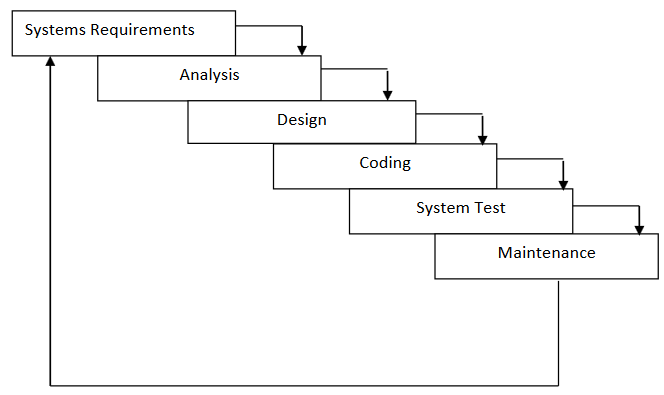 Systems Requirements
Analysis
Design
Coding
System Test
Maintenance